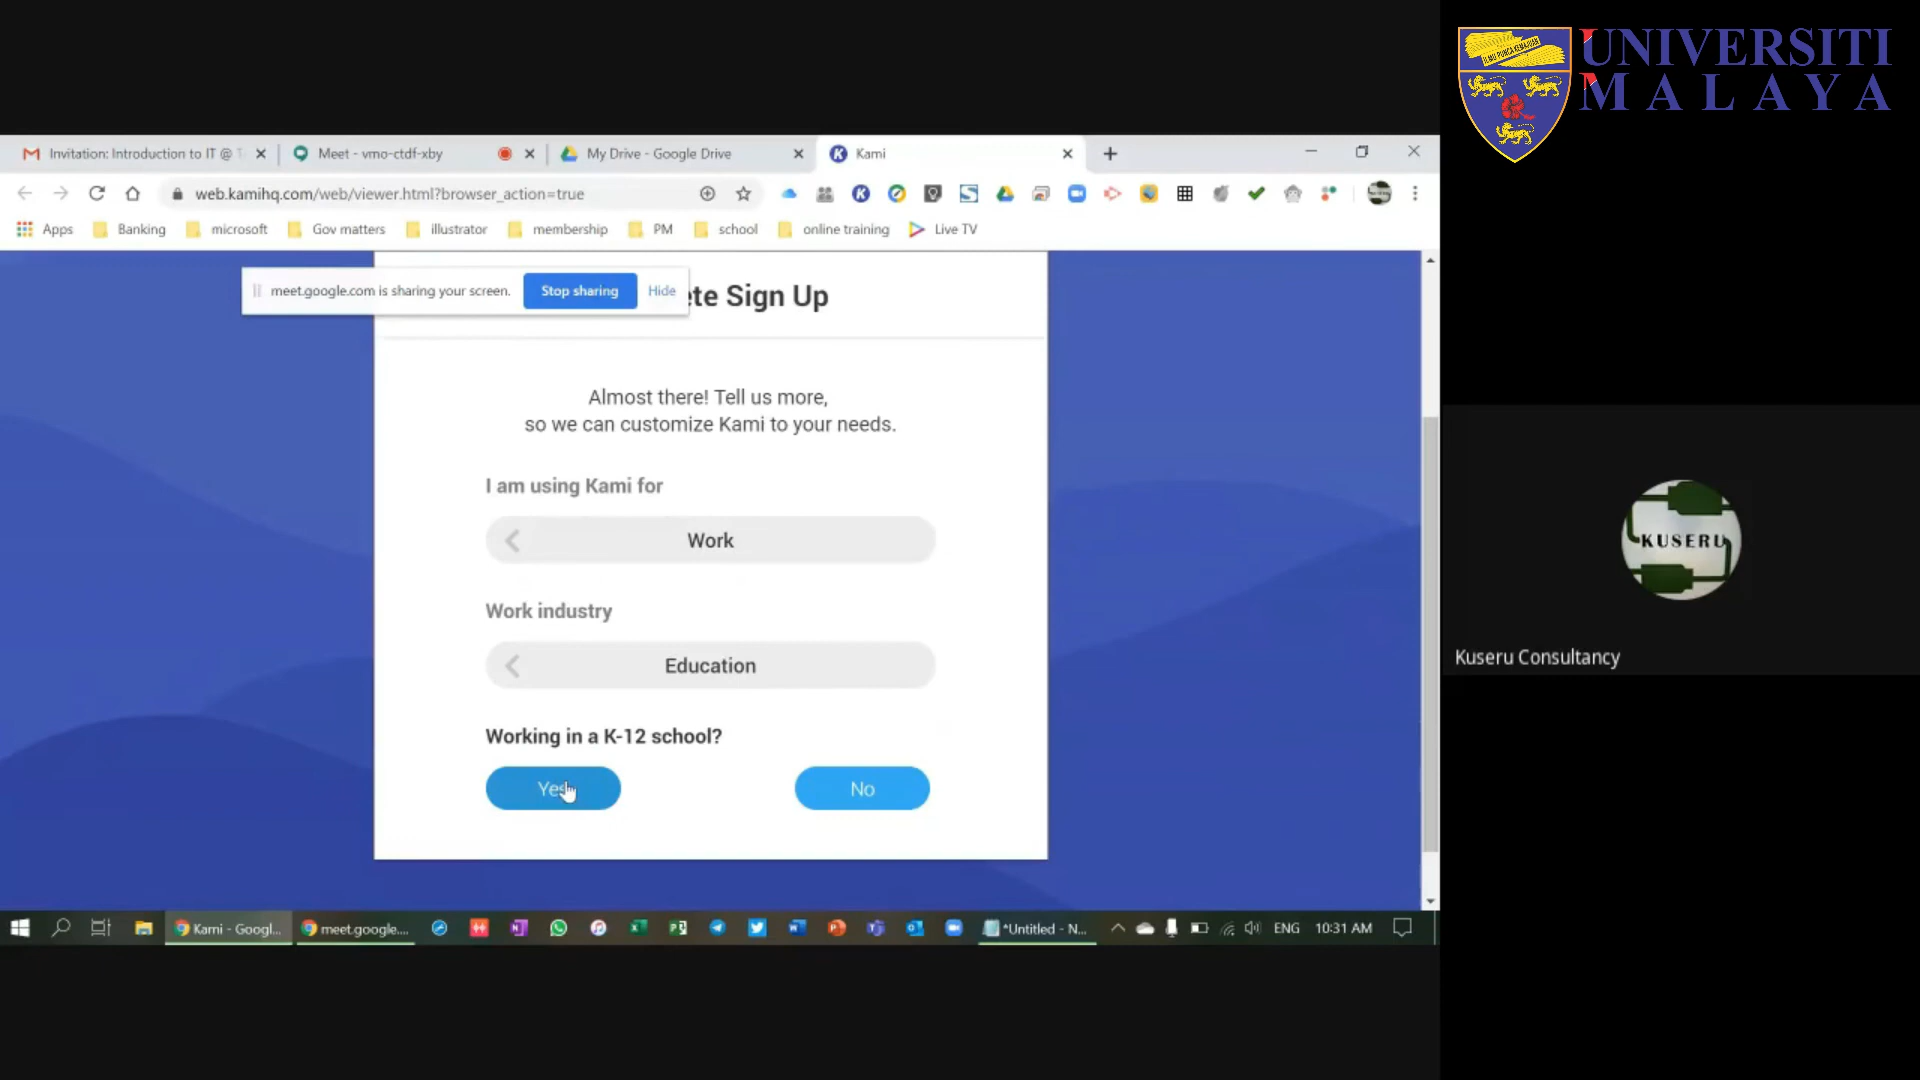 UNIVERSITI
MALAYA
ILMU PUNCA KEMAJUAN
Invitation: Introduction to IT @
Meet - vmo-ctdf-xby
My Drive - Google Drive
Kami
web.kamihq.com/web/viewer.html?browser_action=true
Apps
Banking
microsoft
Gov matters
illustrator
membership
PM
school
online training
Live TV
meet.google.com is sharing your screen.
Stop sharing
Hide
te Sign Up
Almost there! Tell us more,
so we can customize Kami to your needs.
I am using Kami for
Work
Work industry
Education
Working in a K-12 school?
Yes
No
KUSERU
Kuseru Consultancy
Kami - Googl...
meet.google....
*Untitled - N...
ENG
10:31 AM